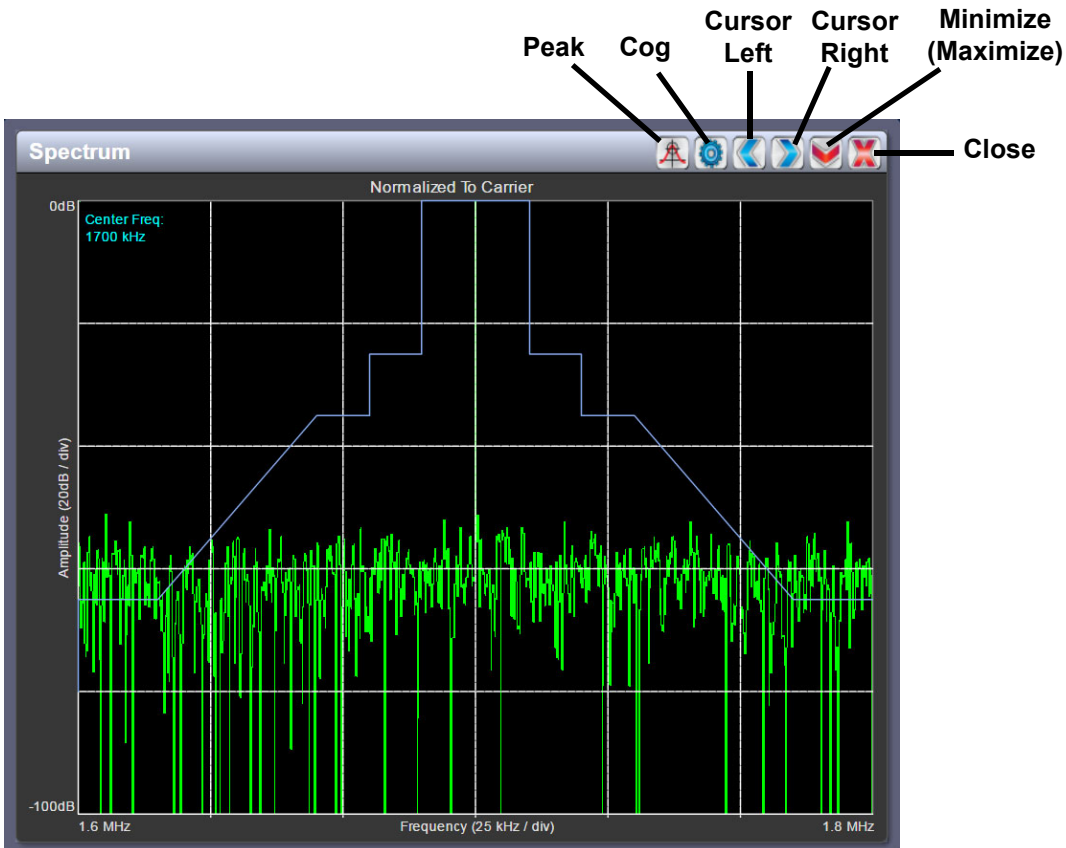 Peak
Cog
Cursor
Left
Cursor
Right
Minimize
(Maximize)
Close
Spectrum
Normalized To Carrier
0dB
Center Freq:
1700 kHz
Amplitude (20dB / div)
-100dB
1.6 MHz
Frequency (25 kHz / div)
1.8 MHz